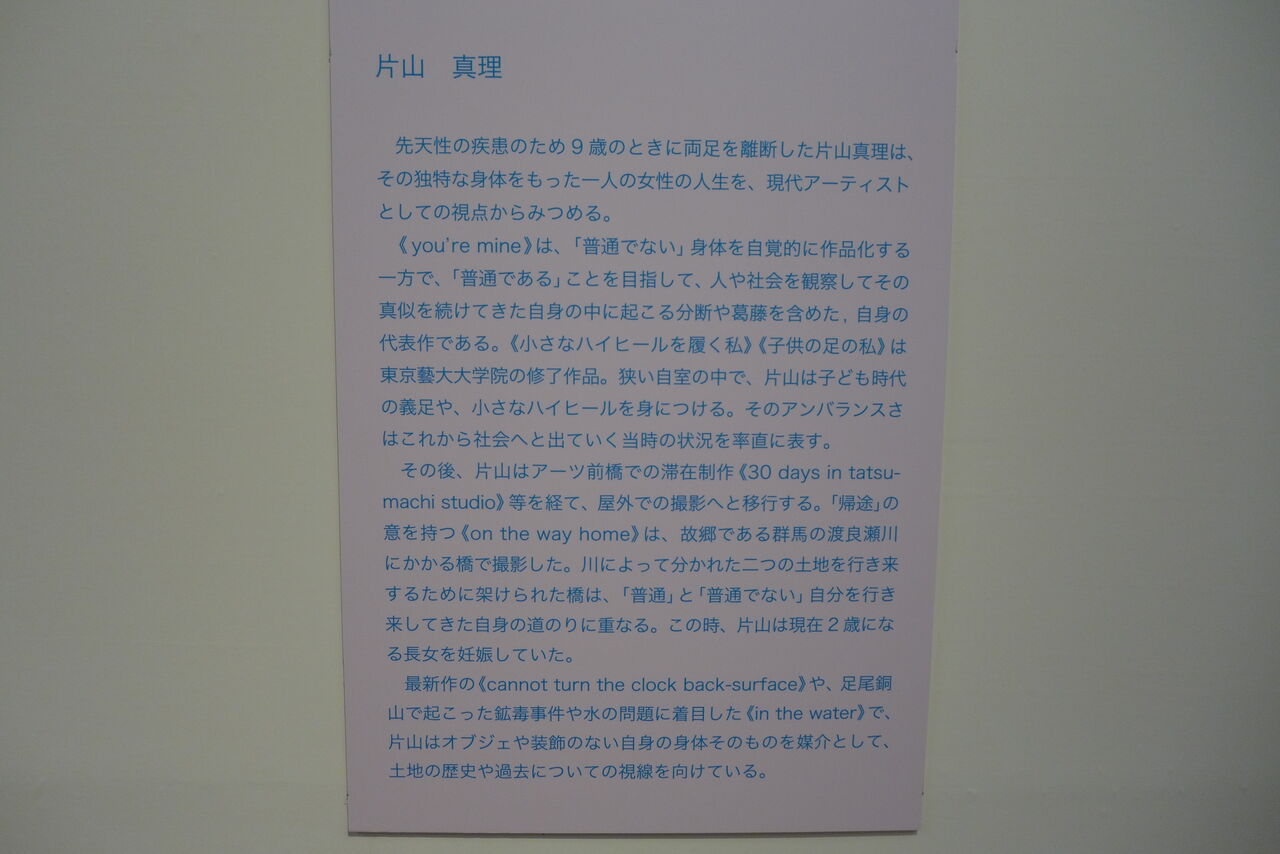 片山　真理
先天性の疾患のため9歳のときに両足を離断した片山真理は、
その独特な身体をもった一人の女性の人生を、現代アーティスト
としての視点からみつめる。
《you’re mine》は、「普通でない」身体を自覚的に作品化する
一方で、「普通である」ことを目指して、人や社会を観察してその
真似を続けてきた自身の中に起こる分断や葛藤を含めた, 自身の
代表作である。《小さなハイヒールを履く私》《子供の足の私》は
東京藝大大学院の修了作品。狭い自室の中で、片山は子ども時代
の義足や、小さなハイヒールを身につける。そのアンバランスさ
はこれから社会へと出ていく当時の状況を率直に表す。
その後、片山はアーツ前橋での滞在制作《30 days in tatsu-
machi studio》等を経て、屋外での撮影へと移行する。「帰途」の
意を持つ《on the way home》は、故郷である群馬の渡良瀬川
にかかる橋で撮影した。川によって分かれた二つの土地を行き来
するために架けられた橋は、「普通」と「普通でない」自分を行き
来してきた自身の道のりに重なる。この時、片山は現在2歳にな
る長女を妊娠していた。
最新作の《cannot turn the clock back-surface》や、足尾銅
山で起こった鉱毒事件や水の問題に着目した《in the water》で、
片山はオブジェや装飾のない自身の身体そのものを媒介として、
土地の歴史や過去についての視線を向けている。